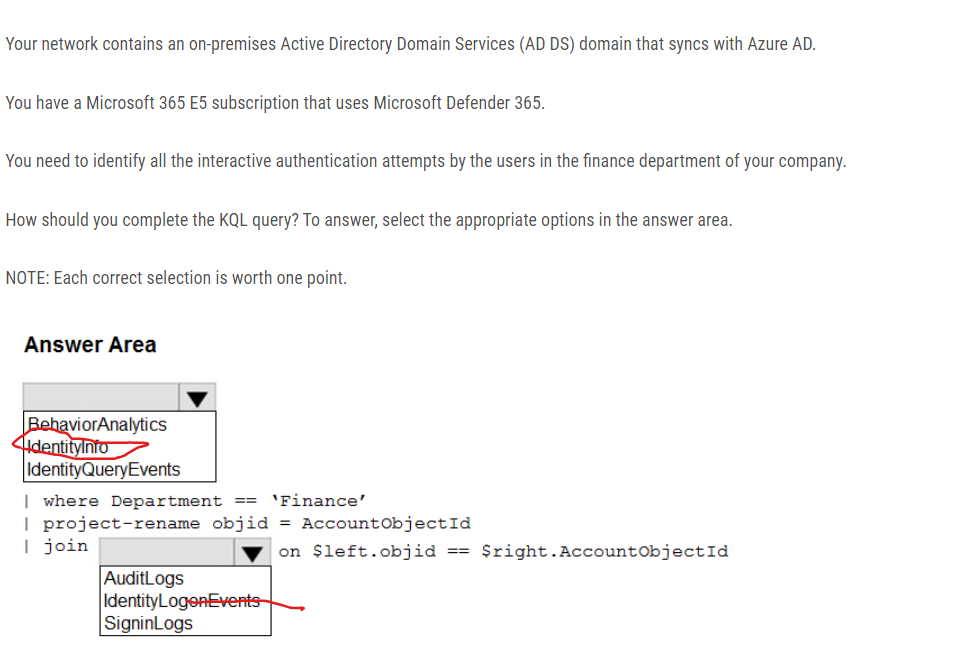 Your network contains an on-premises Active Directory Domain Services (AD DS) domain that syncs with Azure AD.
You have a Microsoft 365 E5 subscription that uses Microsoft Defender 365.
You need to identify all the interactive authentication attempts by the users in the finance department of your company.
How should you complete the KQL query? To answer, select the appropriate options in the answer area.
NOTE: Each correct selection is worth one point.
Answer Area
BehaviorAnalytics
IdentityInfo
IdentityQueryEvents
| where Department == ‘Finance’
| project-rename objid = AccountObjectId
| join on $left.objid == $right.AccountObjectId
AuditLogs
IdentityLogonEvents
SigninLogs